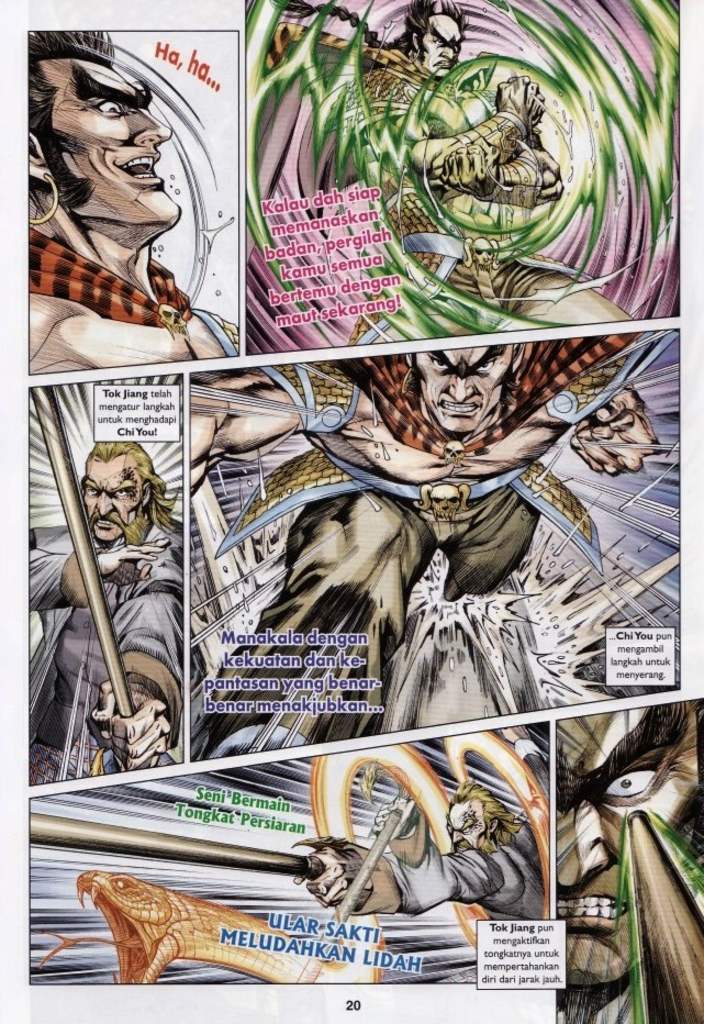 Ha, ha...
Kalau dah siap
memanaskan
badan, pergilah
kamu semua
bertemu dengan
maut sekarang!
Tok Jiang telah
mengatur langkah
untuk menghadapi
Chi You!
Manakala dengan
kekuatan dan ke-
pantasan yang benar-
benar menakjubkan...
...Chi You pun
mengambil
langkah untuk
menyerang.
Seni Bermain
Tongkat Persiaran
ULAR SAKTI
MELUDAHKAN LIDAH
Tok Jiang pun
mengaktifkan
tongkatnya untuk
mempertahankan
diri dari jarak jauh.
20